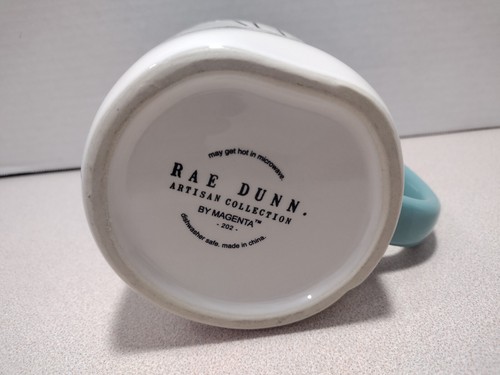 may get hot in microwave.
RAE DUNN.
ARTISAN COLLECTION
BY MAGENTA™
- 202 -
dishwasher safe. made in china.